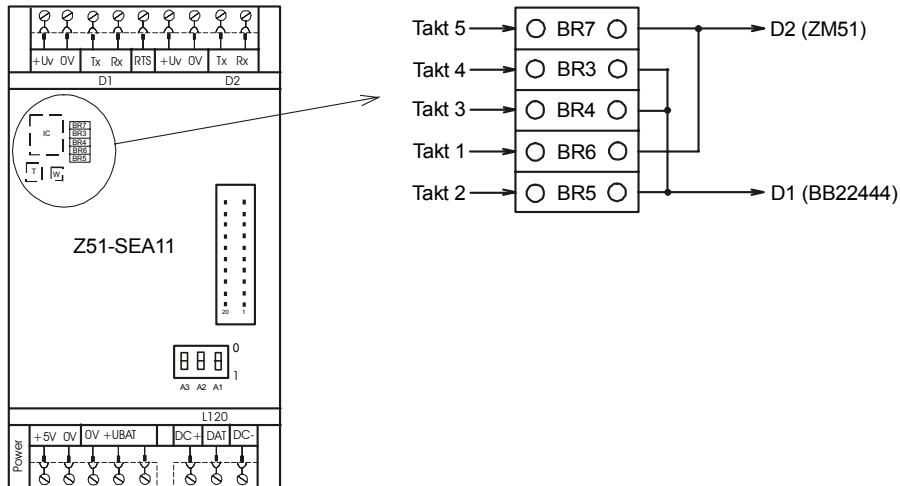 +Uv 0V Tx Rx RTS +Uv 0V Tx Rx
D1 D2
IC
BR7
BR3
BR4
BR6
BR5
T W
Z51-SEA11
20 1
0
1
A3 A2 A1
L120
Power
+5V 0V 0V +UBAT DC+ DAT DC-
Takt 5 BR7 D2 (ZM51)
Takt 4 BR3
Takt 3 BR4
Takt 1 BR6
Takt 2 BR5 D1 (BB22444)